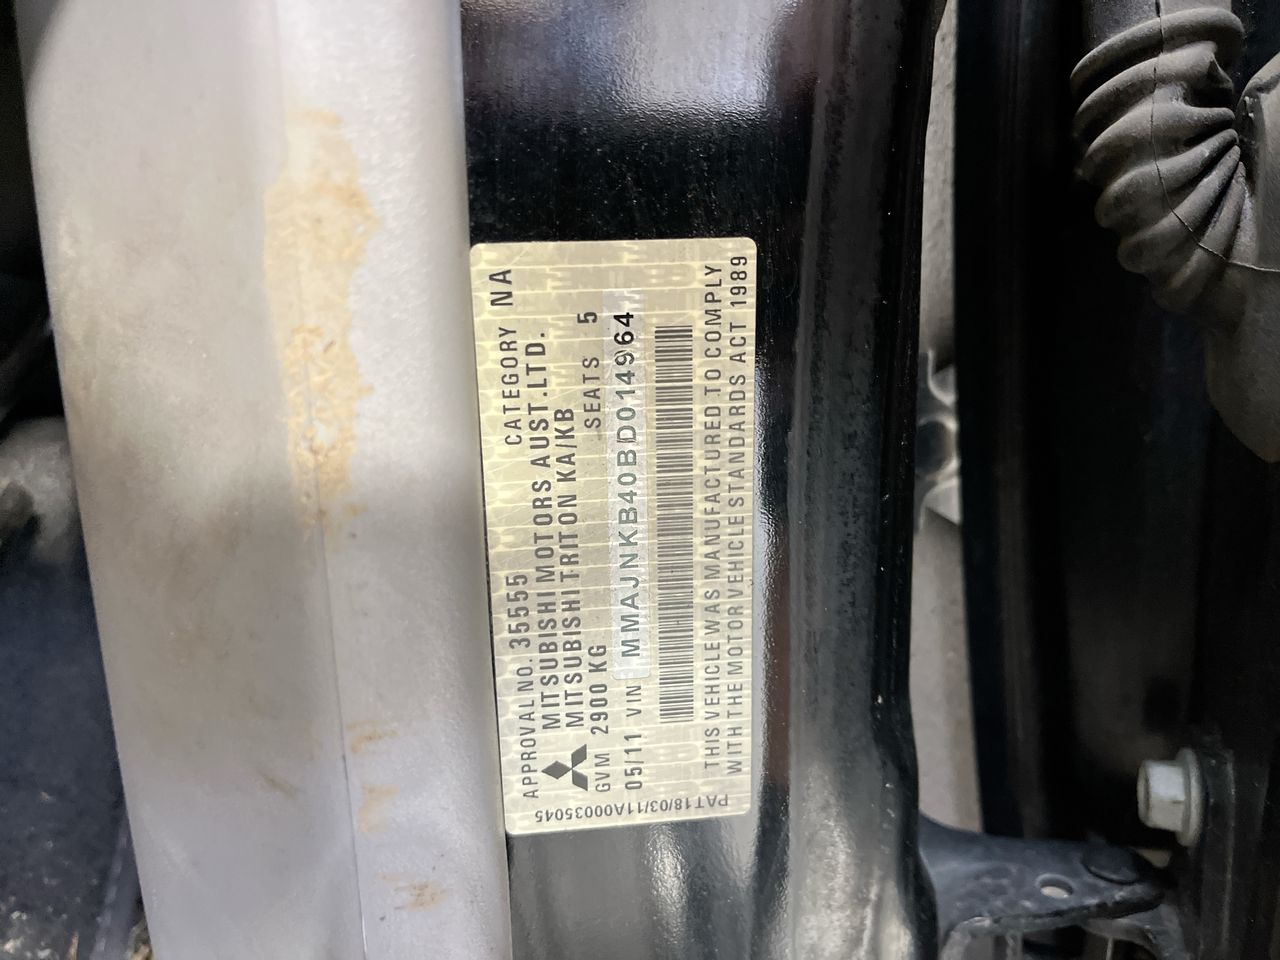 APPROVAL NO. 35555 CATEGORY NA
MITSUBISHI MOTORS AUST.LTD.
MITSUBISHI TRITON KA/KB
GVM 2900 KG SEATS 5
05/11 VIN MMAJNKB40BD014964
THIS VEHICLE WAS MANUFACTURED TO COMPLY
WITH THE MOTOR VEHICLE STANDARDS ACT 1989
PAT18/03/11A00035045